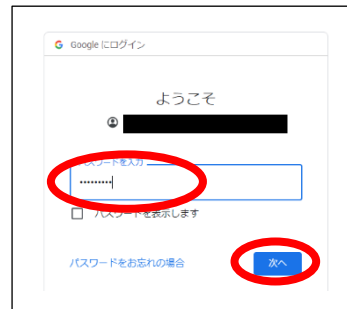 G Google にログイン
ようこそ
パスワードを入力
•••••••••
パスワードを表示します
パスワードをお忘れの場合
次へ